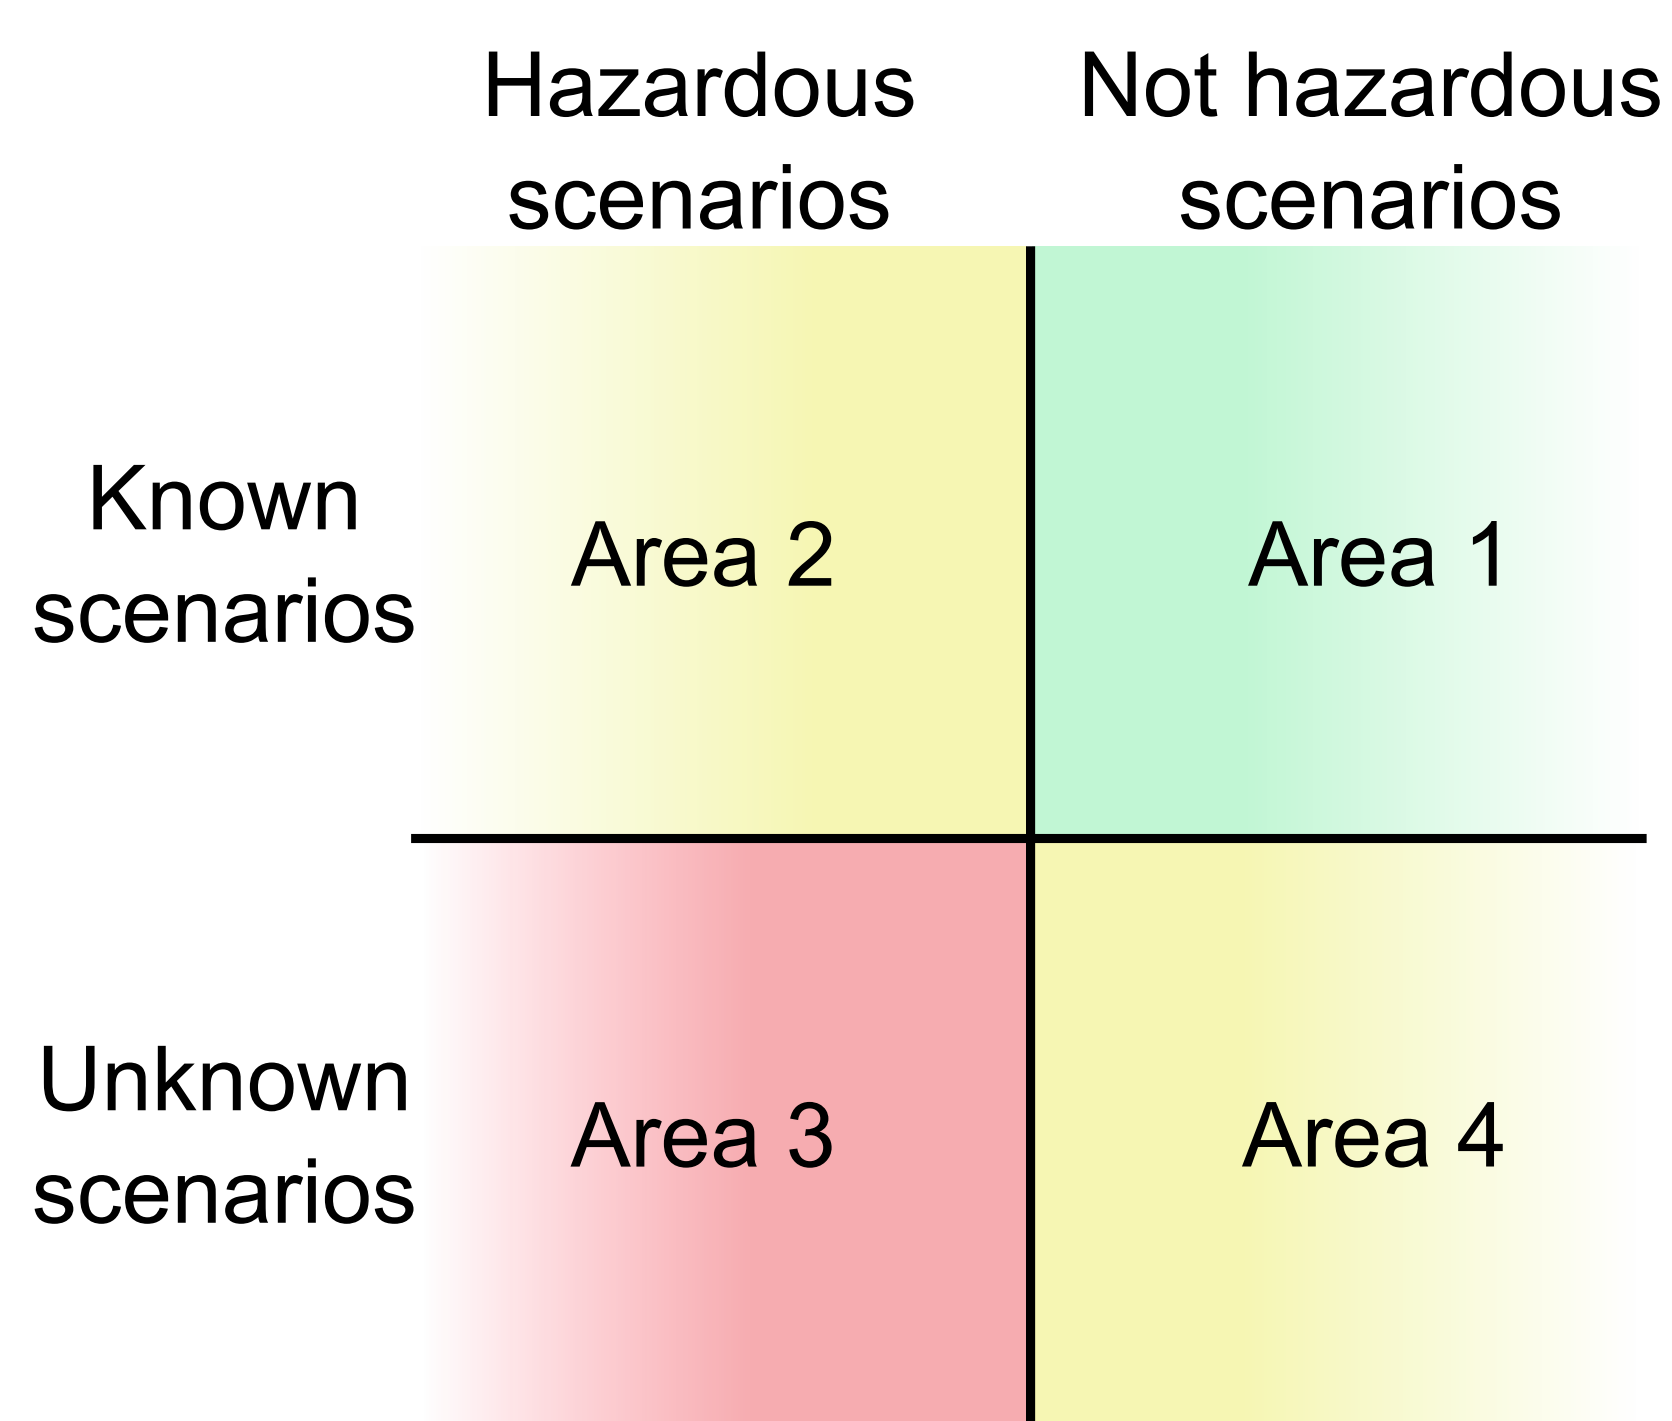 Hazardous
scenarios
Not hazardous
scenarios
Known
scenarios
Area 2
Area 1
Unknown
scenarios
Area 3
Area 4